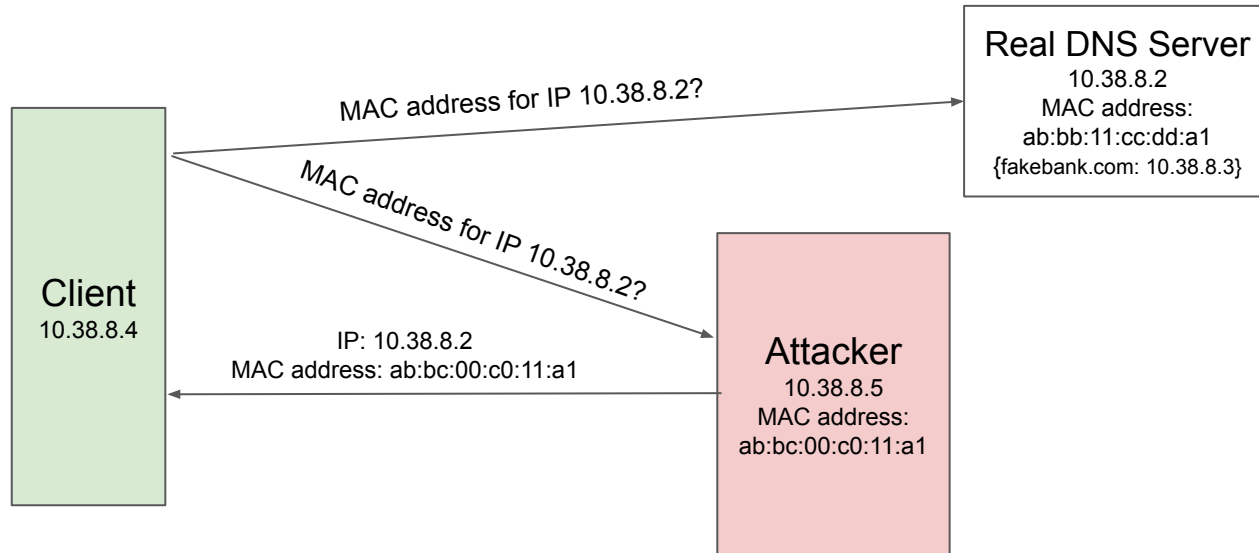 Real DNS Server
10.38.8.2
MAC address:
ab:bb:11:cc:dd:a1
{fakebank.com: 10.38.8.3}
MAC address for IP 10.38.8.2?
MAC address for IP 10.38.8.2?
Client
10.38.8.4
IP: 10.38.8.2
MAC address: ab:bc:00:c0:11:a1
Attacker
10.38.8.5
MAC address:
ab:bc:00:c0:11:a1